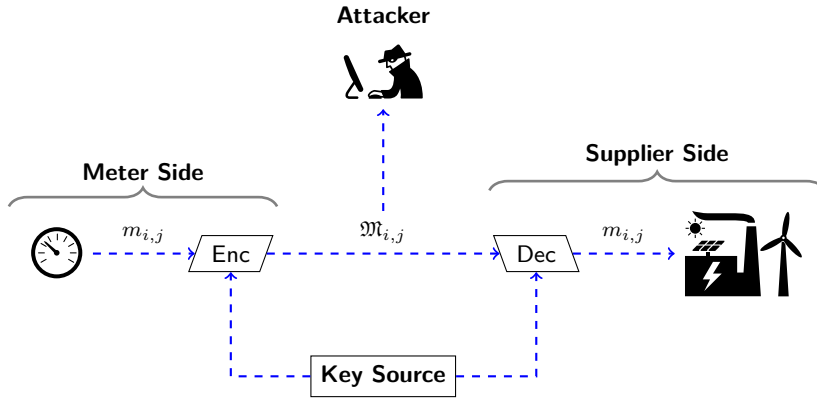 Attacker
Supplier Side
Meter Side
m_{i,j}
𝔐_{i,j}
m_{i,j}
Enc
Dec
Key Source